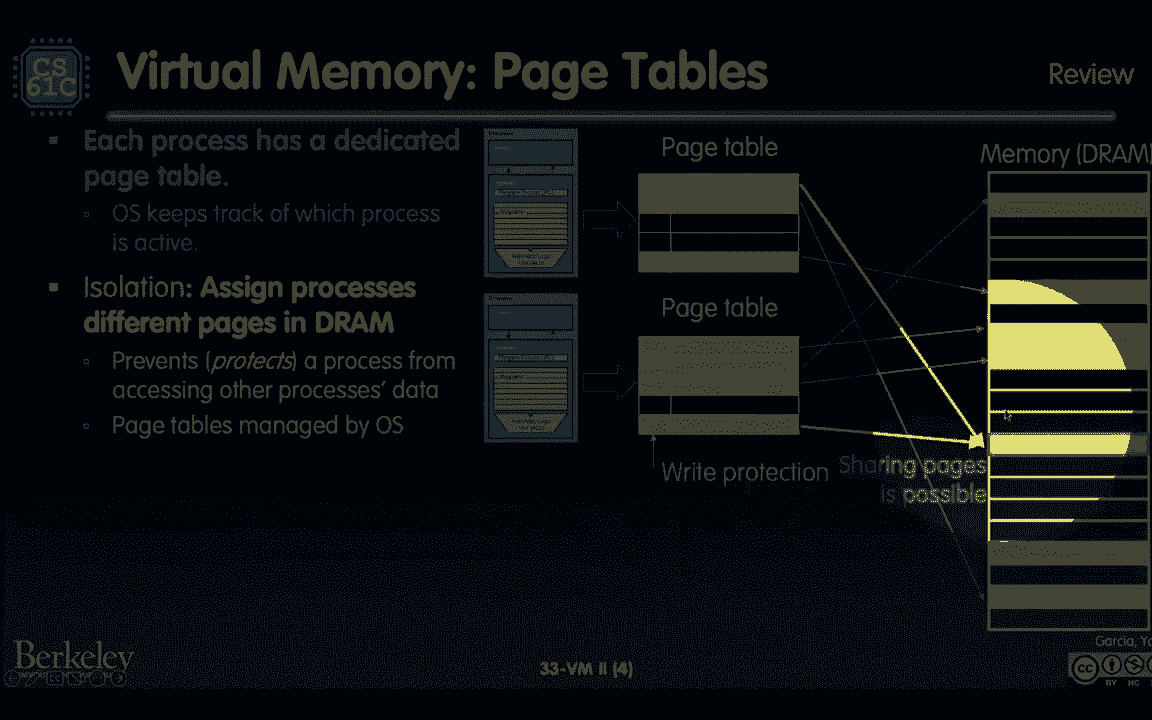 CS
61C
Virtual Memory: Page Tables
Review
Each process has a dedicated
page table.
OS keeps track of which process
is active.
Isolation: Assign processes
different pages in DRAM
Prevents (protects) a process from
accessing other processes’ data
Page tables managed by OS
Page table
Page table
Write protection
Memory (DRAM)
Sharing pages
is possible
Berkeley
33-VM II (4)
Garcia,
cc
BY NC